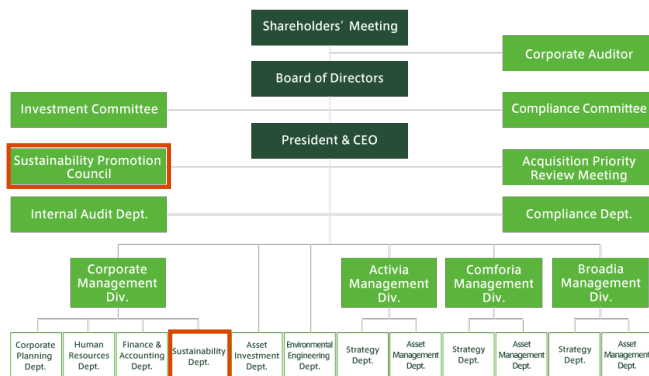 Shareholders' Meeting
Corporate Auditor
Board of Directors
Investment Committee
Compliance Committee
President & CEO
Sustainability Promotion
Council
Acquisition Priority
Review Meeting
Internal Audit Dept.
Compliance Dept.
Corporate
Management
Div.
Activia
Management
Div.
Comforia
Management
Div.
Broadia
Management
Div.
Corporate
Planning
Dept.
Human
Resources
Dept.
Finance &
Accounting
Dept.
Sustainability
Dept.
Asset
Investment
Dept.
Environmental
Engineering
Dept.
Strategy
Dept.
Asset
Management
Dept.
Strategy
Dept.
Asset
Management
Dept.
Strategy
Dept.
Asset
Management
Dept.